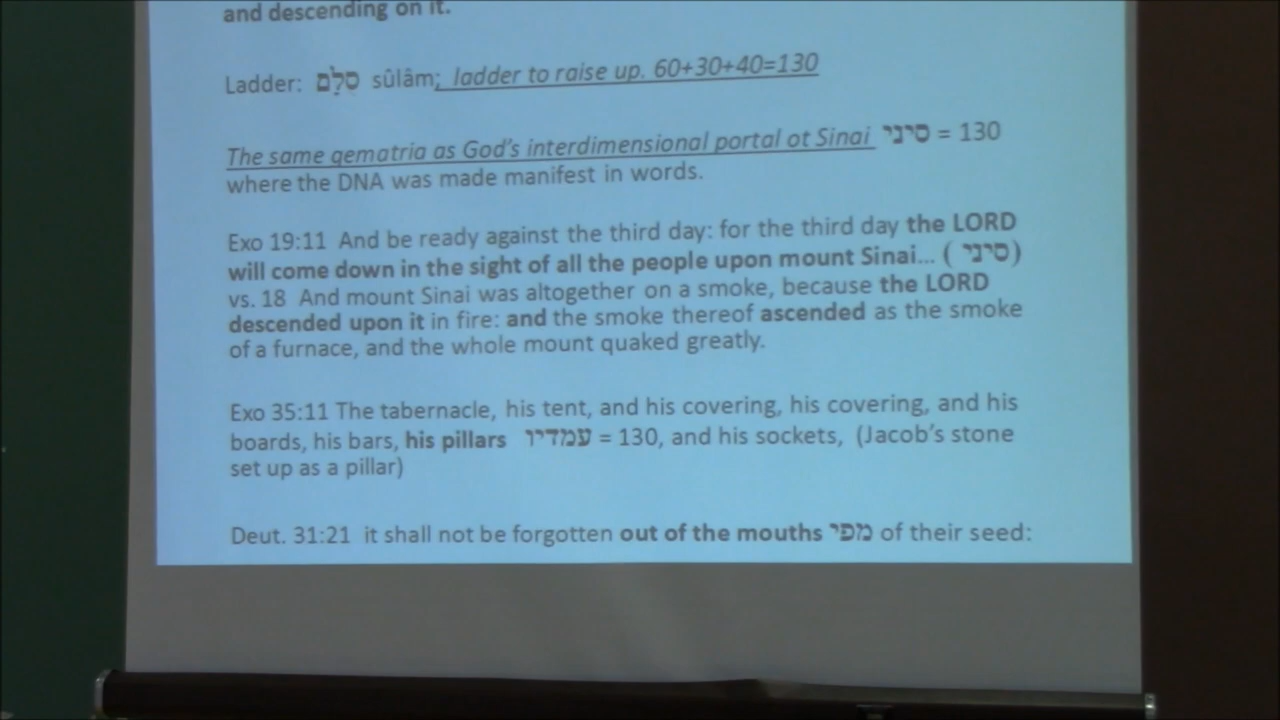 and descending on it.
Ladder: סֻלָּם sûlâm; ladder to raise up. 60+30+40=130
The same gematria as God's interdimensional portal ot Sinai סיני = 130
where the DNA was made manifest in words.
Exo 19:11 And be ready against the third day: for the third day the LORD
will come down in the sight of all the people upon mount Sinai... ( סיני)
vs. 18 And mount Sinai was altogether on a smoke, because the LORD
descended upon it in fire: and the smoke thereof ascended as the smoke
of a furnace, and the whole mount quaked greatly.
Exo 35:11 The tabernacle, his tent, and his covering, his covering, and his
boards, his bars, his pillars עמדיו = 130, and his sockets, (Jacob's stone
set up as a pillar)
Deut. 31:21 it shall not be forgotten out of the mouths מפי of their seed: